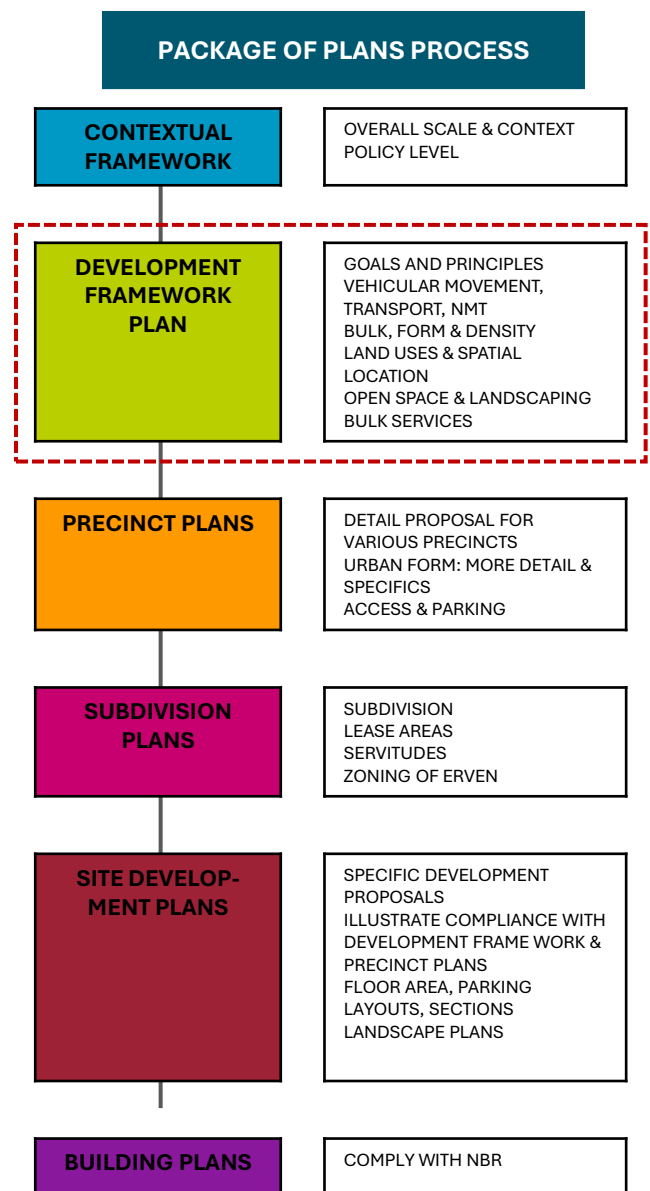 PACKAGE OF PLANS PROCESS
CONTEXTUAL
FRAMEWORK
OVERALL SCALE & CONTEXT
POLICY LEVEL
DEVELOPMENT
FRAMEWORK
PLAN
GOALS AND PRINCIPLES
VEHICULAR MOVEMENT,
TRANSPORT, NMT
BULK, FORM & DENSITY
LAND USES & SPATIAL
LOCATION
OPEN SPACE & LANDSCAPING
BULK SERVICES
PRECINCT PLANS
DETAIL PROPOSAL FOR
VARIOUS PRECINCTS
URBAN FORM: MORE DETAIL &
SPECIFICS
ACCESS & PARKING
SUBDIVISION
PLANS
SUBDIVISION
LEASE AREAS
SERVITUDES
ZONING OF ERVEN
SITE DEVELOP-
MENT PLANS
SPECIFIC DEVELOPMENT
PROPOSALS
ILLUSTRATE COMPLIANCE WITH
DEVELOPMENT FRAME WORK &
PRECINCT PLANS
FLOOR AREA, PARKING
LAYOUTS, SECTIONS
LANDSCAPE PLANS
BUILDING PLANS
COMPLY WITH NBR